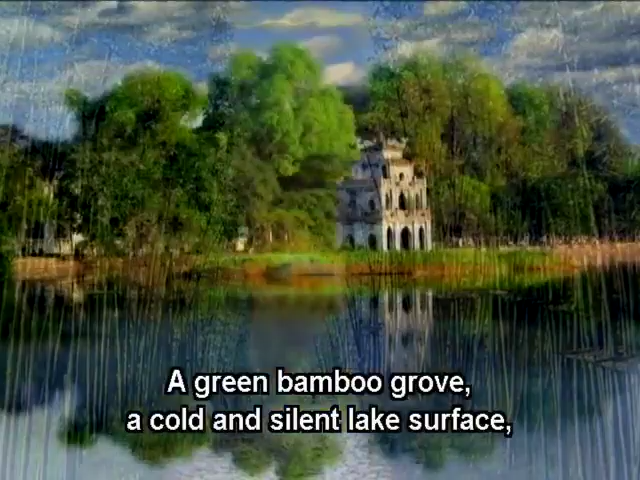 A green bamboo grove,
a cold and silent lake surface,